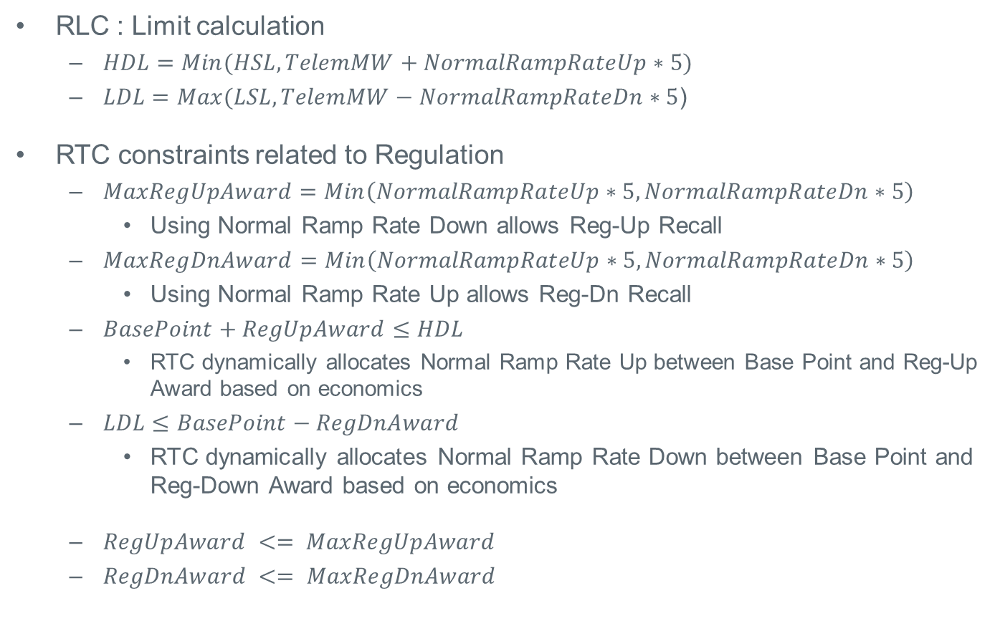 • RLC : Limit calculation
– HDL = Min(HSL, TelemMW + NormalRampRateUp ∗ 5)
– LDL = Max(LSL, TelemMW − NormalRampRateDn ∗ 5)
• RTC constraints related to Regulation
– MaxRegUpAward = Min(NormalRampRateUp ∗ 5, NormalRampRateDn ∗ 5)
• Using Normal Ramp Rate Down allows Reg-Up Recall
– MaxRegDnAward = Min(NormalRampRateUp ∗ 5, NormalRampRateDn ∗ 5)
• Using Normal Ramp Rate Up allows Reg-Dn Recall
– BasePoint + RegUpAward ≤ HDL
• RTC dynamically allocates Normal Ramp Rate Up between Base Point and Reg-Up
Award based on economics
– LDL ≤ BasePoint − RegDnAward
• RTC dynamically allocates Normal Ramp Rate Down between Base Point and
Reg-Down Award based on economics
– RegUpAward <= MaxRegUpAward
– RegDnAward <= MaxRegDnAward